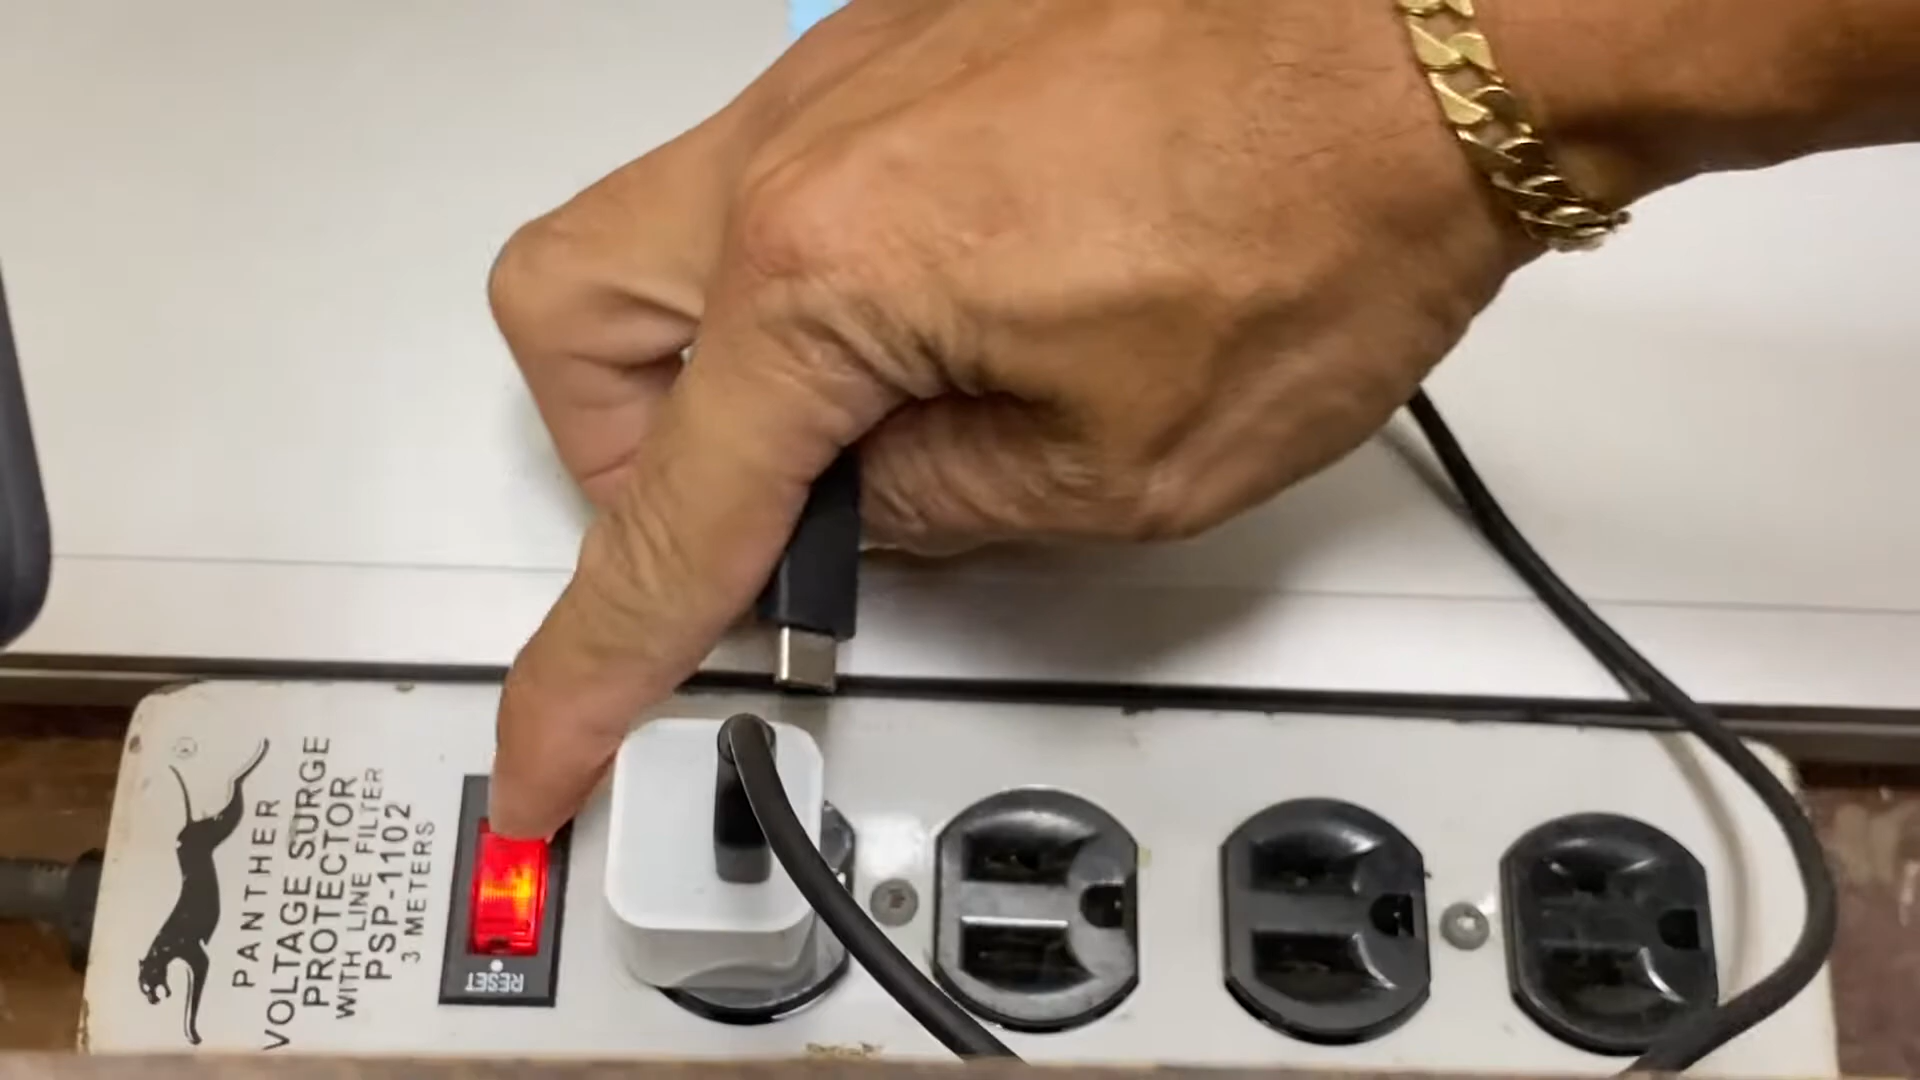 PANTHER
VOLTAGE SURGE
PROTECTOR
WITH LINE FILTER
PSP-1102
3 METERS
RESET